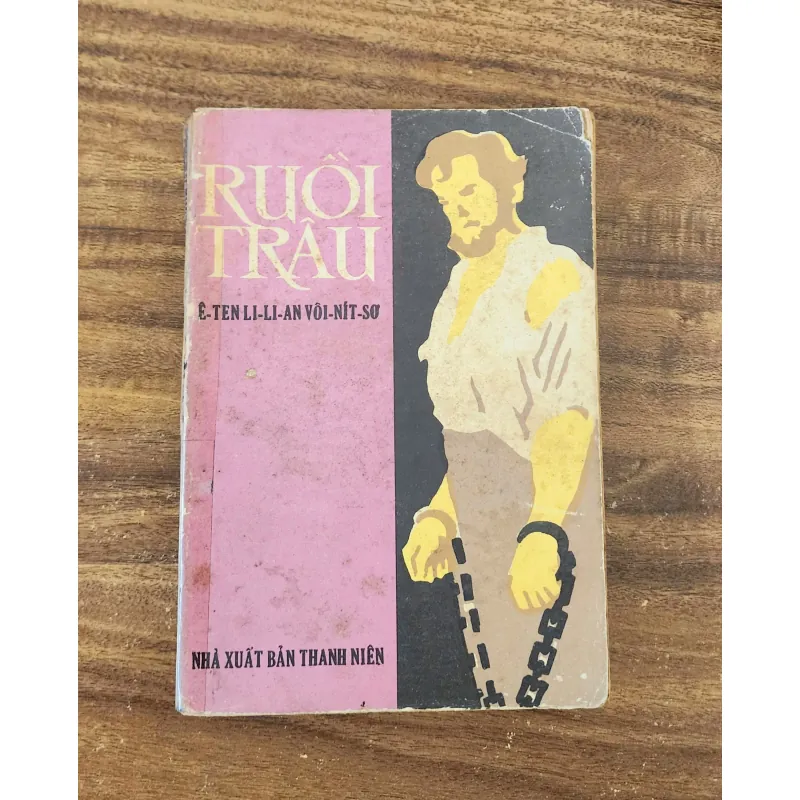 RUỒI
TRÂU
Ê-TEN LI-LI-AN VÔI-NÍT-SƠ
NHÀ XUẤT BẢN THANH NIÊN